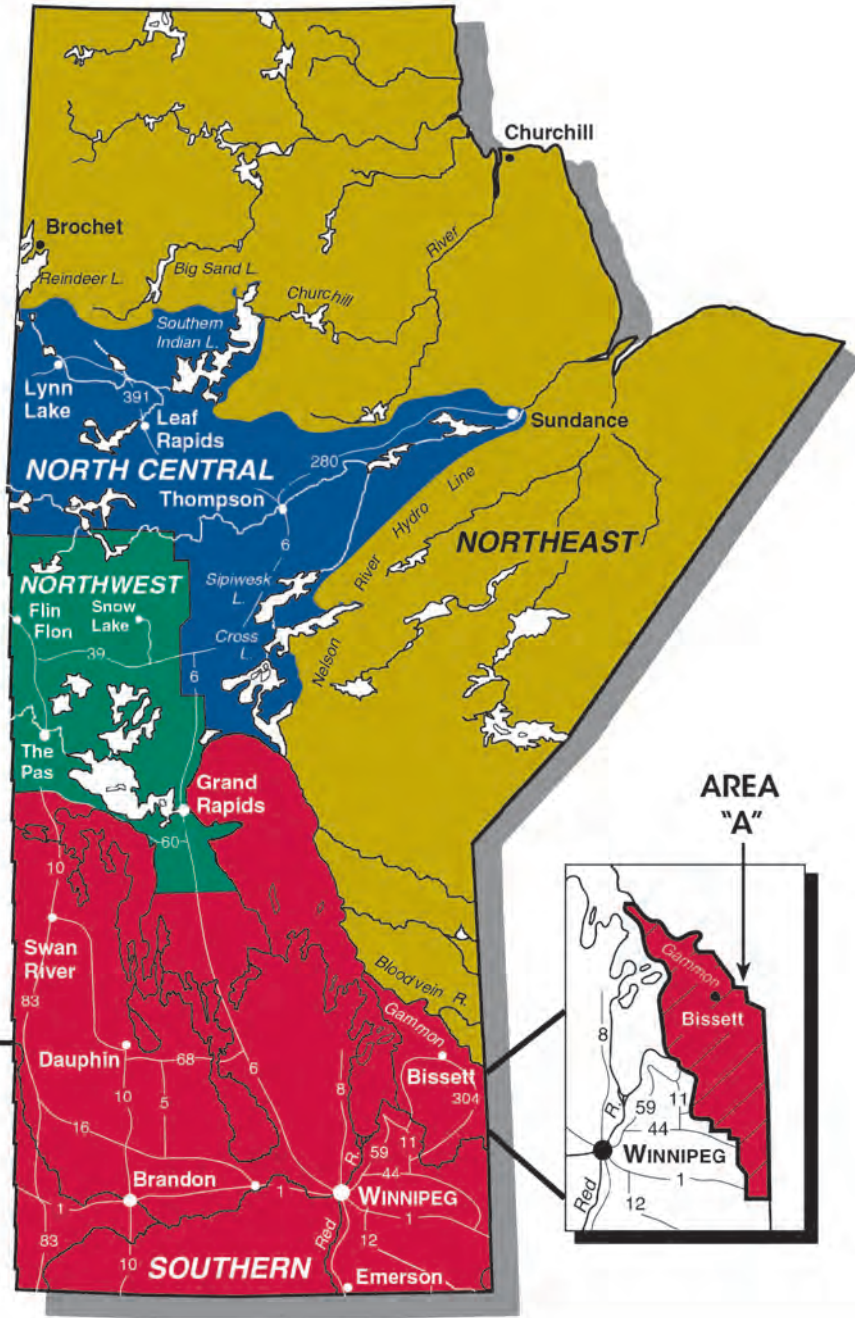 Churchill
Brochet
Reindeer L.
Big Sand L.
Churchill
River
Southern
Indian L.
Lynn
Lake
391
Leaf
Rapids
Sundance
NORTH CENTRAL
280
Thompson
6
River Hydro Line
NORTHEAST
NORTHWEST
Sipiwesk
L.
Flin
Flon
Snow
Lake
Cross
L.
39
6
Nelson
The
Pas
Grand
Rapids
60
AREA
"A"
10
Swan
River
83
Bloodvein R.
Gammon
Dauphin
68
6
8
Bissett
304
10
5
16
59
11
44
R.
Brandon
1
1
WINNIPEG
1
83
10
Red
12
SOUTHERN
Emerson
Gammon
Bissett
8
R.
59
11
44
WINNIPEG
1
Red
12